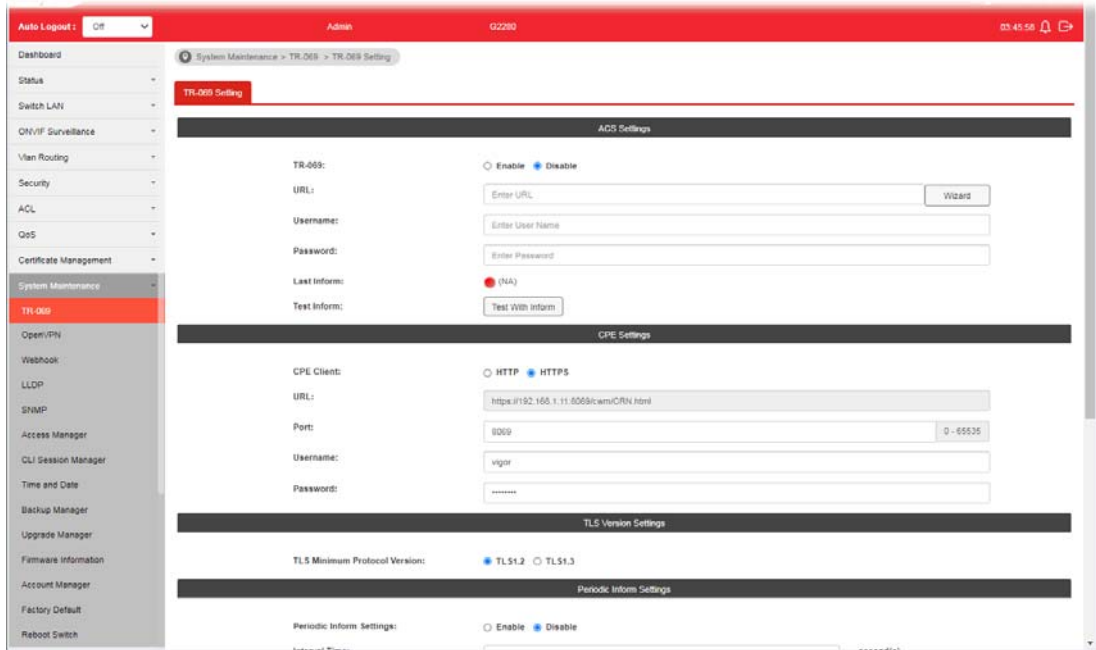 Auto Logout : Off Admin G2280 03:45:58
Dashboard
Status
Switch LAN
ONVIF Surveillance
Vlan Routing
Security
ACL
QoS
Certificate Management
System Maintenance
TR-069
OpenVPN
Webhook
LLDP
SNMP
Access Manager
CLI Session Manager
Time and Date
Backup Manager
Upgrade Manager
Firmware Information
Account Manager
Factory Default
Reboot Switch
System Maintenance > TR-069 > TR-069 Setting
TR-069 Setting
ACS Settings
TR-069: Enable Disable
URL: Enter URL Wizard
Username: Enter User Name
Password: Enter Password
Last Inform: (NA)
Test Inform: Test With Inform
CPE Settings
CPE Client: HTTP HTTPS
URL: https://192.168.1.11:8069/cwm/CRN.html
Port: 8069 0 - 65535
Username: vigor
Password: ••••••••
TLS Version Settings
TLS Minimum Protocol Version: TLS1.2 TLS1.3
Periodic Inform Settings
Periodic Inform Settings: Enable Disable
Interval Time: second(s)